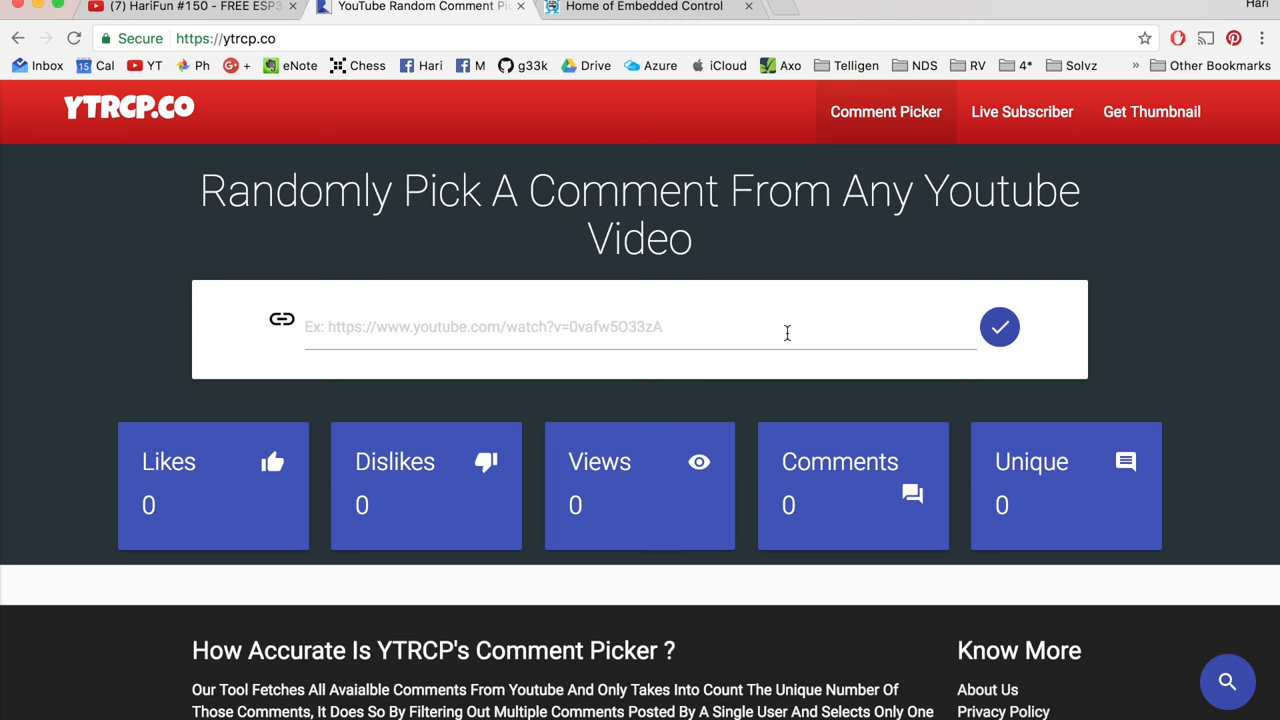 (7) HariFun #150 - FREE ESP3
YouTube Random Comment Pi
Home of Embedded Control
Hari
Secure https://ytrcp.co
Inbox Cal YT Ph + eNote Chess Hari M g33k Drive Azure iCloud Axo Telligen NDS RV 4* Solvz » Other Bookmarks
YTRCP.CO
Comment Picker Live Subscriber Get Thumbnail
Randomly Pick A Comment From Any Youtube
Video
Ex: https://www.youtube.com/watch?v=0vafw5O33zA
Likes Dislikes Views Comments Unique
0 0 0 0 0
How Accurate Is YTRCP's Comment Picker ?
Know More
Our Tool Fetches All Avaialble Comments From Youtube And Only Takes Into Count The Unique Number Of
About Us
Those Comments, It Does So By Filtering Out Multiple Comments Posted By A Single User And Selects Only One
Privacy Policy